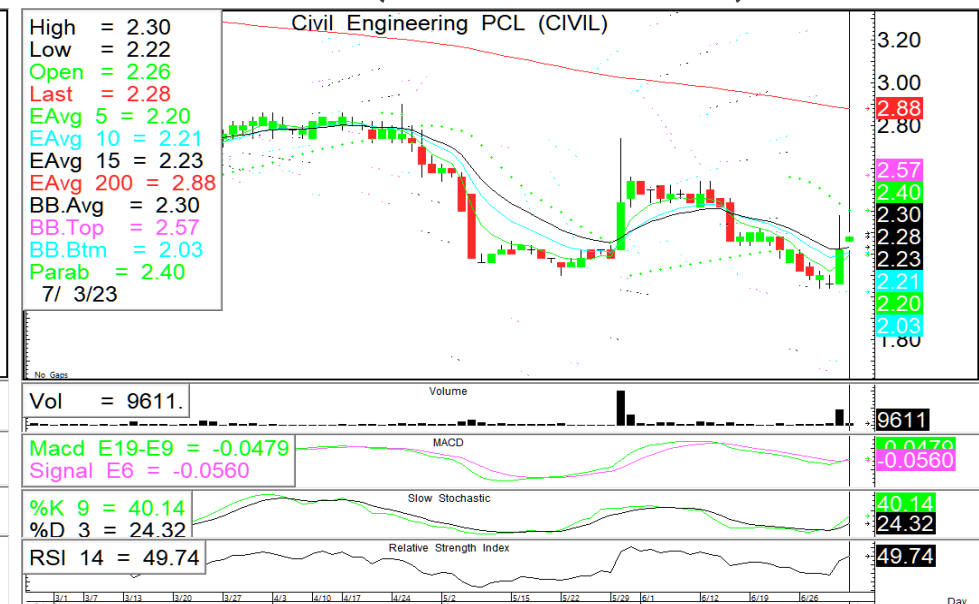 Civil Engineering PCL (CIVIL)
High = 2.30
Low = 2.22
Open = 2.26
Last = 2.28
EAvg 5 = 2.20
EAvg 10 = 2.21
EAvg 15 = 2.23
EAvg 200 = 2.88
BB.Avg = 2.30
BB.Top = 2.57
BB.Btm = 2.03
Parab = 2.40
7/ 3/23
3.20
3.00
2.88
2.80
2.57
2.40
2.30
2.28
2.23
2.21
2.20
2.03
1.80
No Gaps
Volume
Vol = 9611.
9611
MACD
Macd E19-E9 = -0.0479
Signal E6 = -0.0560
-0.0479
-0.0560
Slow Stochastic
%K 9 = 40.14
%D 3 = 24.32
40.14
24.32
Relative Strength Index
RSI 14 = 49.74
49.74
3/1 3/7 3/13 3/20 3/27 4/3 4/10 4/17 4/24 5/2 5/15 5/22 5/29 6/1 6/12 6/19 6/26 Day